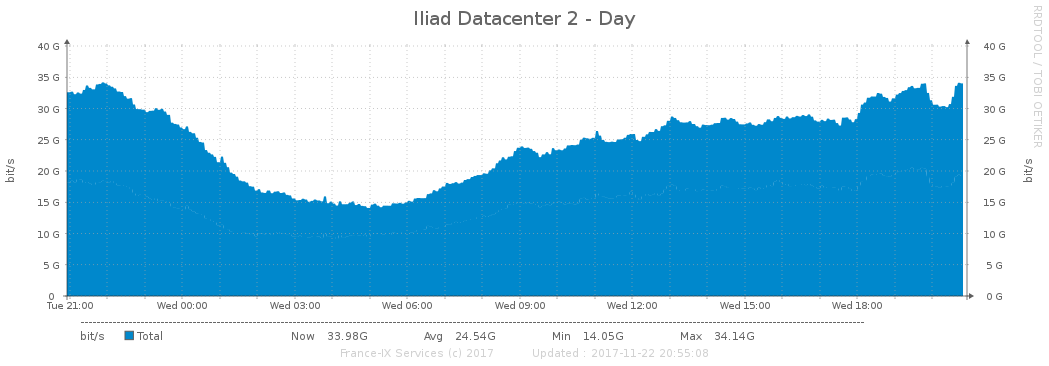 Iliad Datacenter 2 - Day
RRDTOOL / TOBI OETIKER
40 G 40 G
35 G 35 G
30 G 30 G
25 G 25 G
20 G 20 G
15 G 15 G
10 G 10 G
5 G 5 G
0 0 G
bit/s bit/s
Tue 21:00 Wed 00:00 Wed 03:00 Wed 06:00 Wed 09:00 Wed 12:00 Wed 15:00 Wed 18:00
bit/s Total Now 33.98G Avg 24.54G Min 14.05G Max 34.14G
France-IX Services (c) 2017 Updated : 2017-11-22 20:55:08